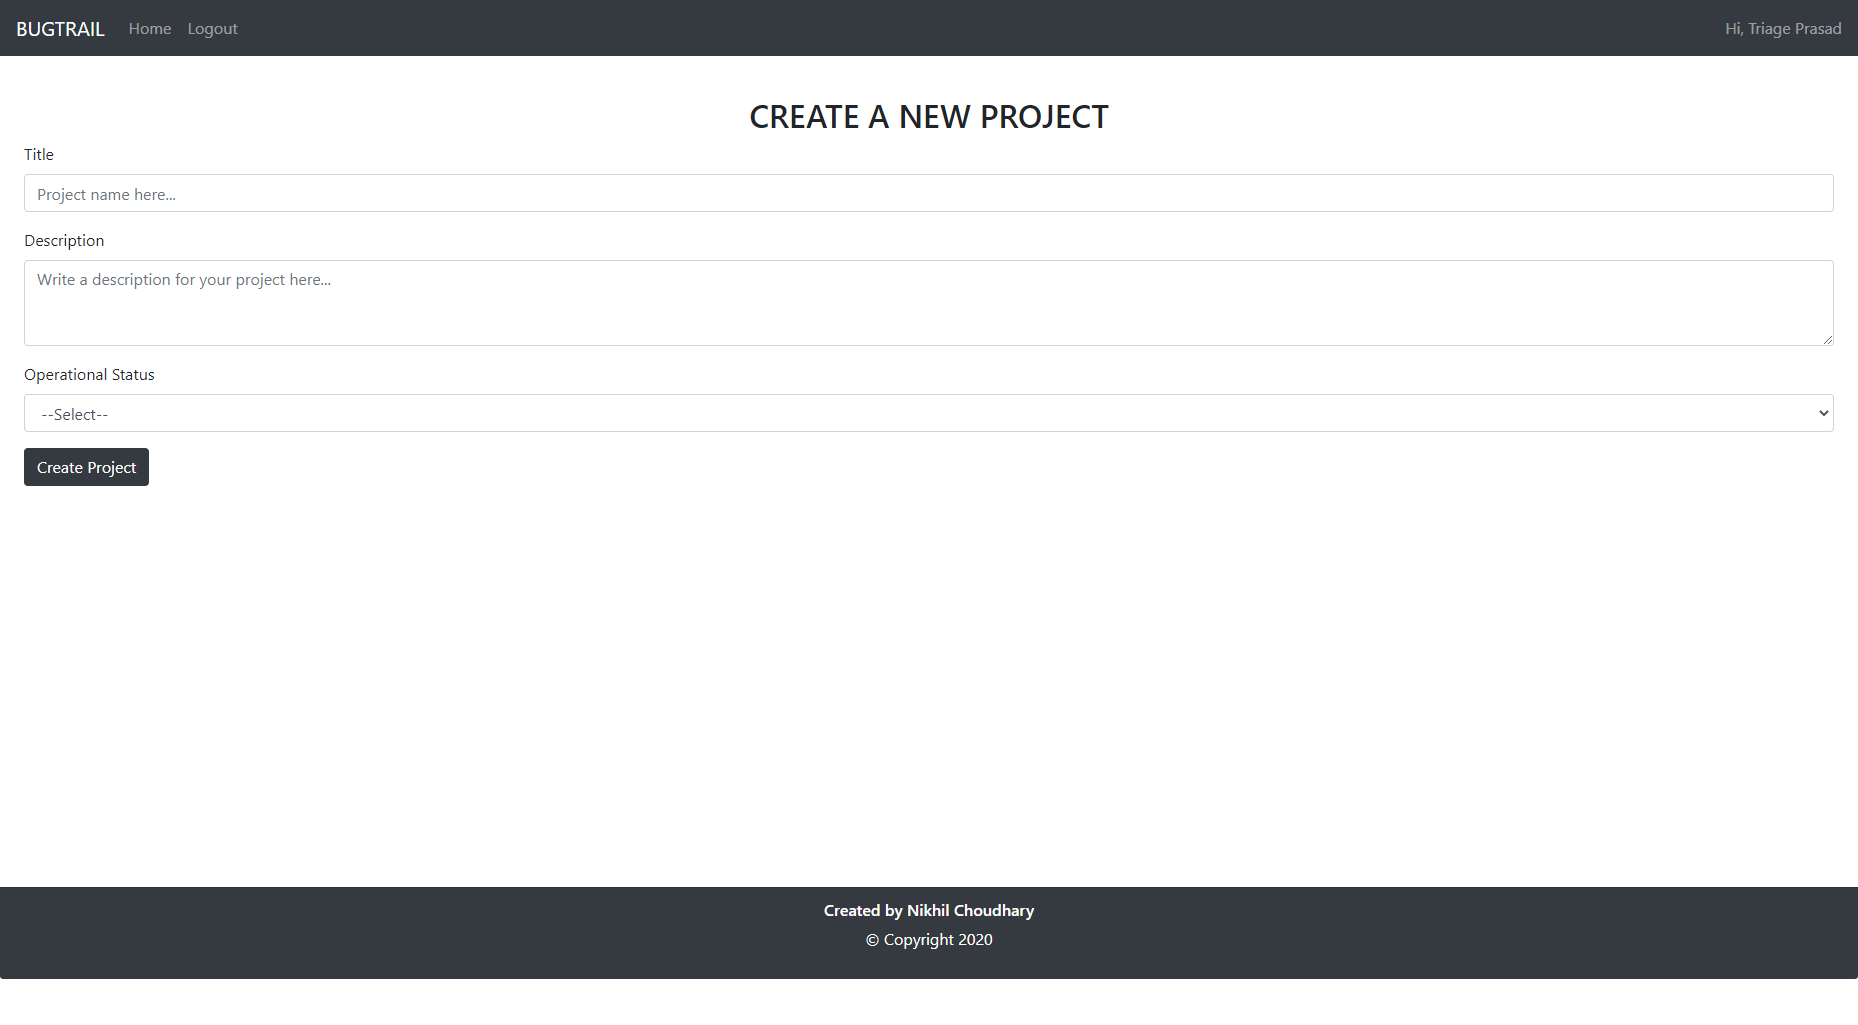 BUGTRAIL Home Logout Hi, Triage Prasad
CREATE A NEW PROJECT
Title
Project name here...
Description
Write a description for your project here...
Operational Status
--Select--
Create Project
Created by Nikhil Choudhary
© Copyright 2020